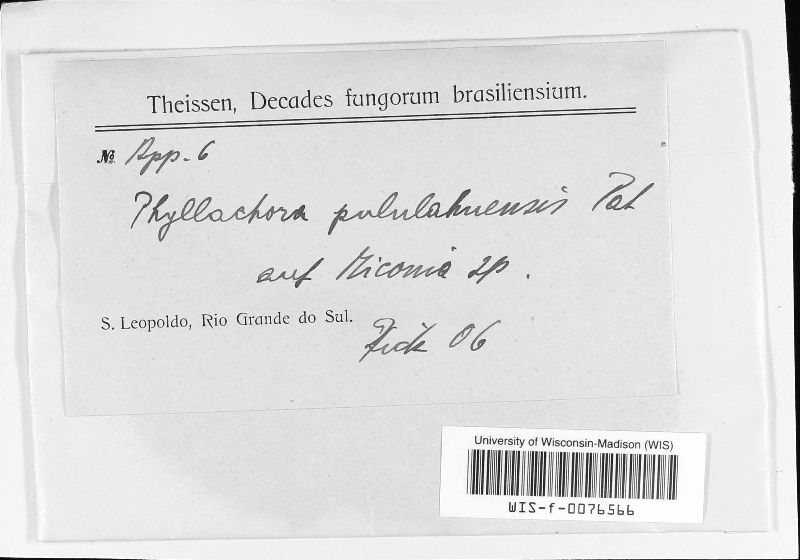 Theissen, Decades fungorum brasiliensium.
№ App. 6
Phyllachora pululahuensis Pat
auf Miconia sp.
S. Leopoldo, Rio Grande do Sul.
Rick 06
University of Wisconsin-Madison (WIS)
WIS-f-0076566